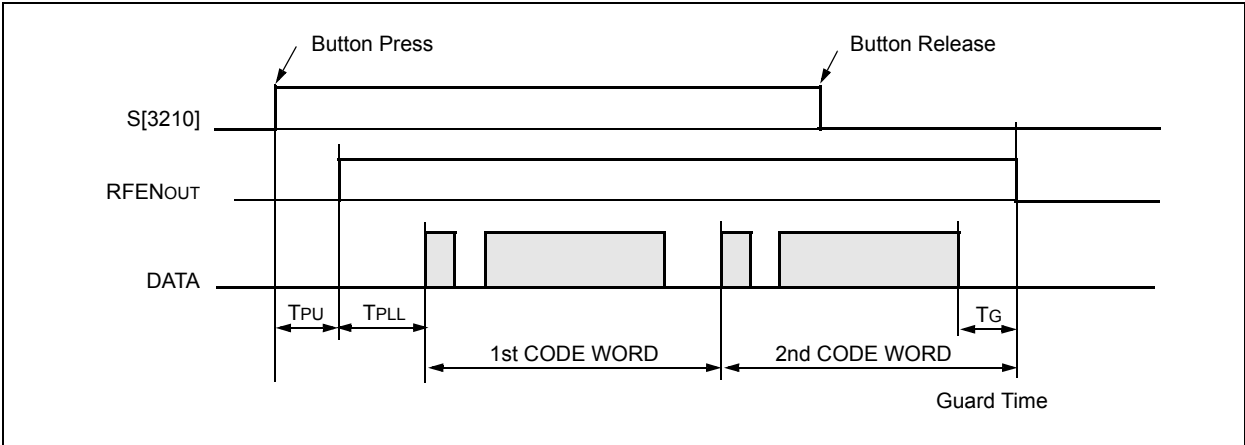 Button Press
Button Release
S[3210]
RFENOUT
DATA
TPU
TPLL
TG
1st CODE WORD
2nd CODE WORD
Guard Time